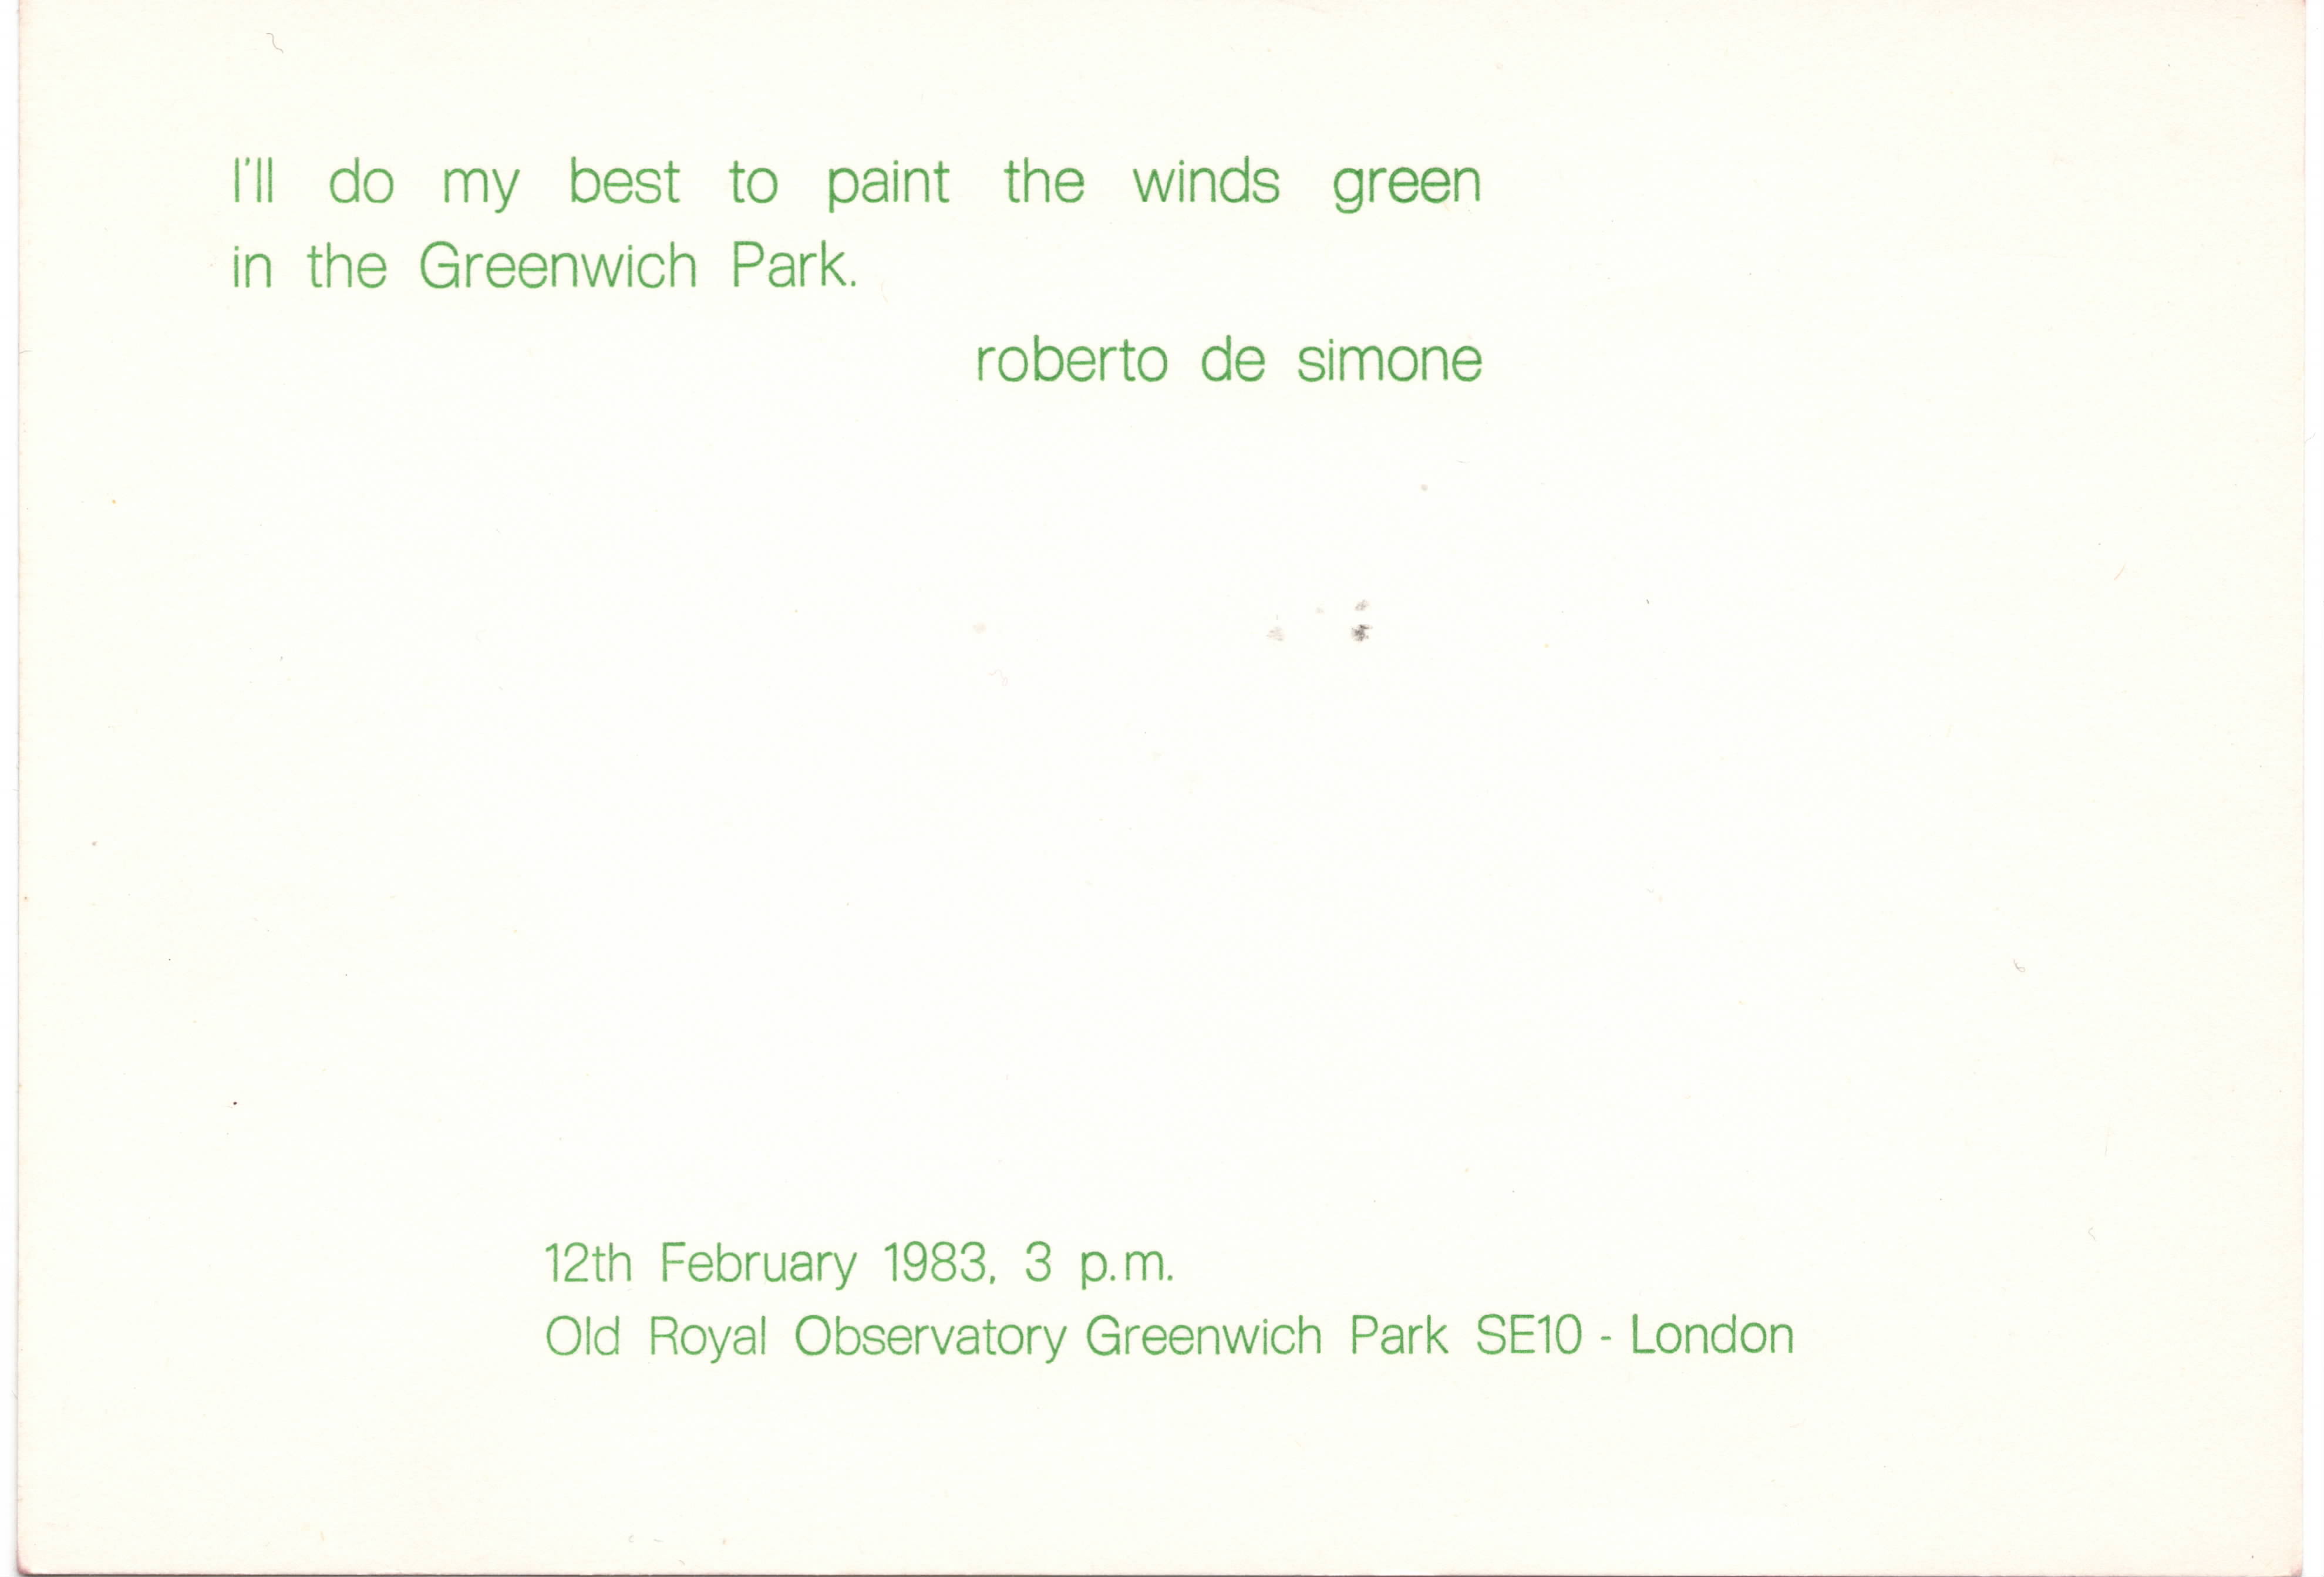 I'll do my best to paint the winds green
in the Greenwich Park.
roberto de simone
12th February 1983, 3 p.m.
Old Royal Observatory Greenwich Park SE10 - London